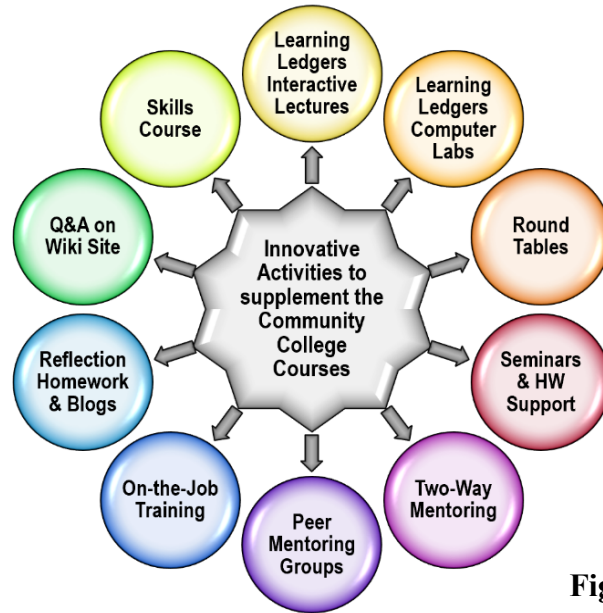 Learning
Ledgers
Interactive
Lectures
Learning
Ledgers
Computer
Labs
Round
Tables
Seminars
& HW
Support
Two-Way
Mentoring
Peer
Mentoring
Groups
On-the-Job
Training
Reflection
Homework
& Blogs
Q&A on
Wiki Site
Skills
Course
Innovative
Activities to
supplement the
Community
College
Courses
Fig